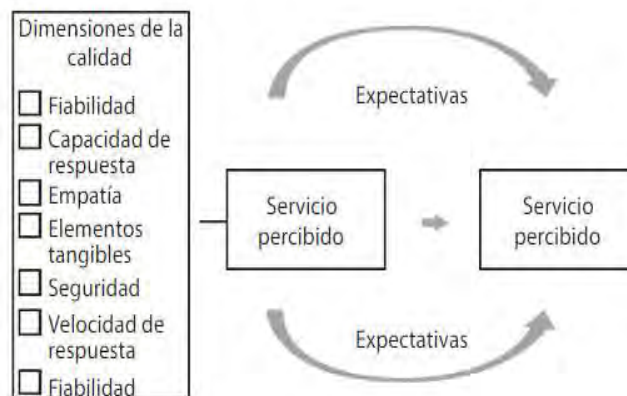 Dimensiones de la
calidad
Fiabilidad
Capacidad de
respuesta
Empatía
Elementos
tangibles
Seguridad
Velocidad de
respuesta
Fiabilidad
Expectativas
Servicio
percibido
Servicio
percibido
Expectativas